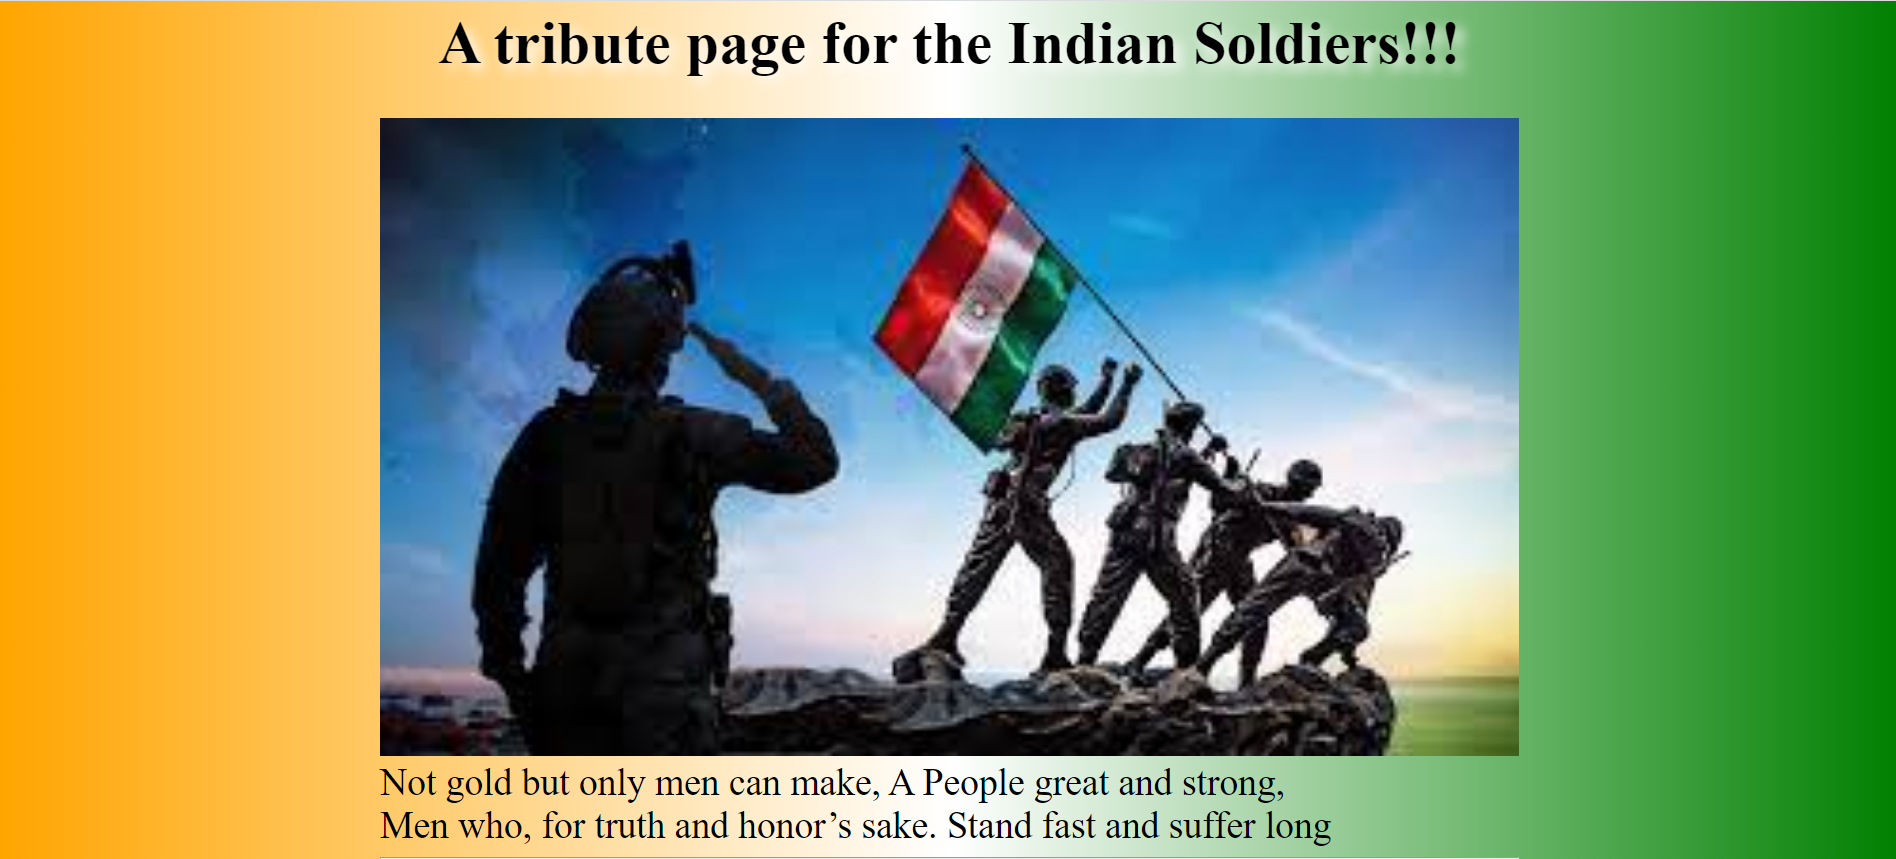 A tribute page for the Indian Soldiers!!!
Not gold but only men can make, A People great and strong,
Men who, for truth and honor’s sake. Stand fast and suffer long